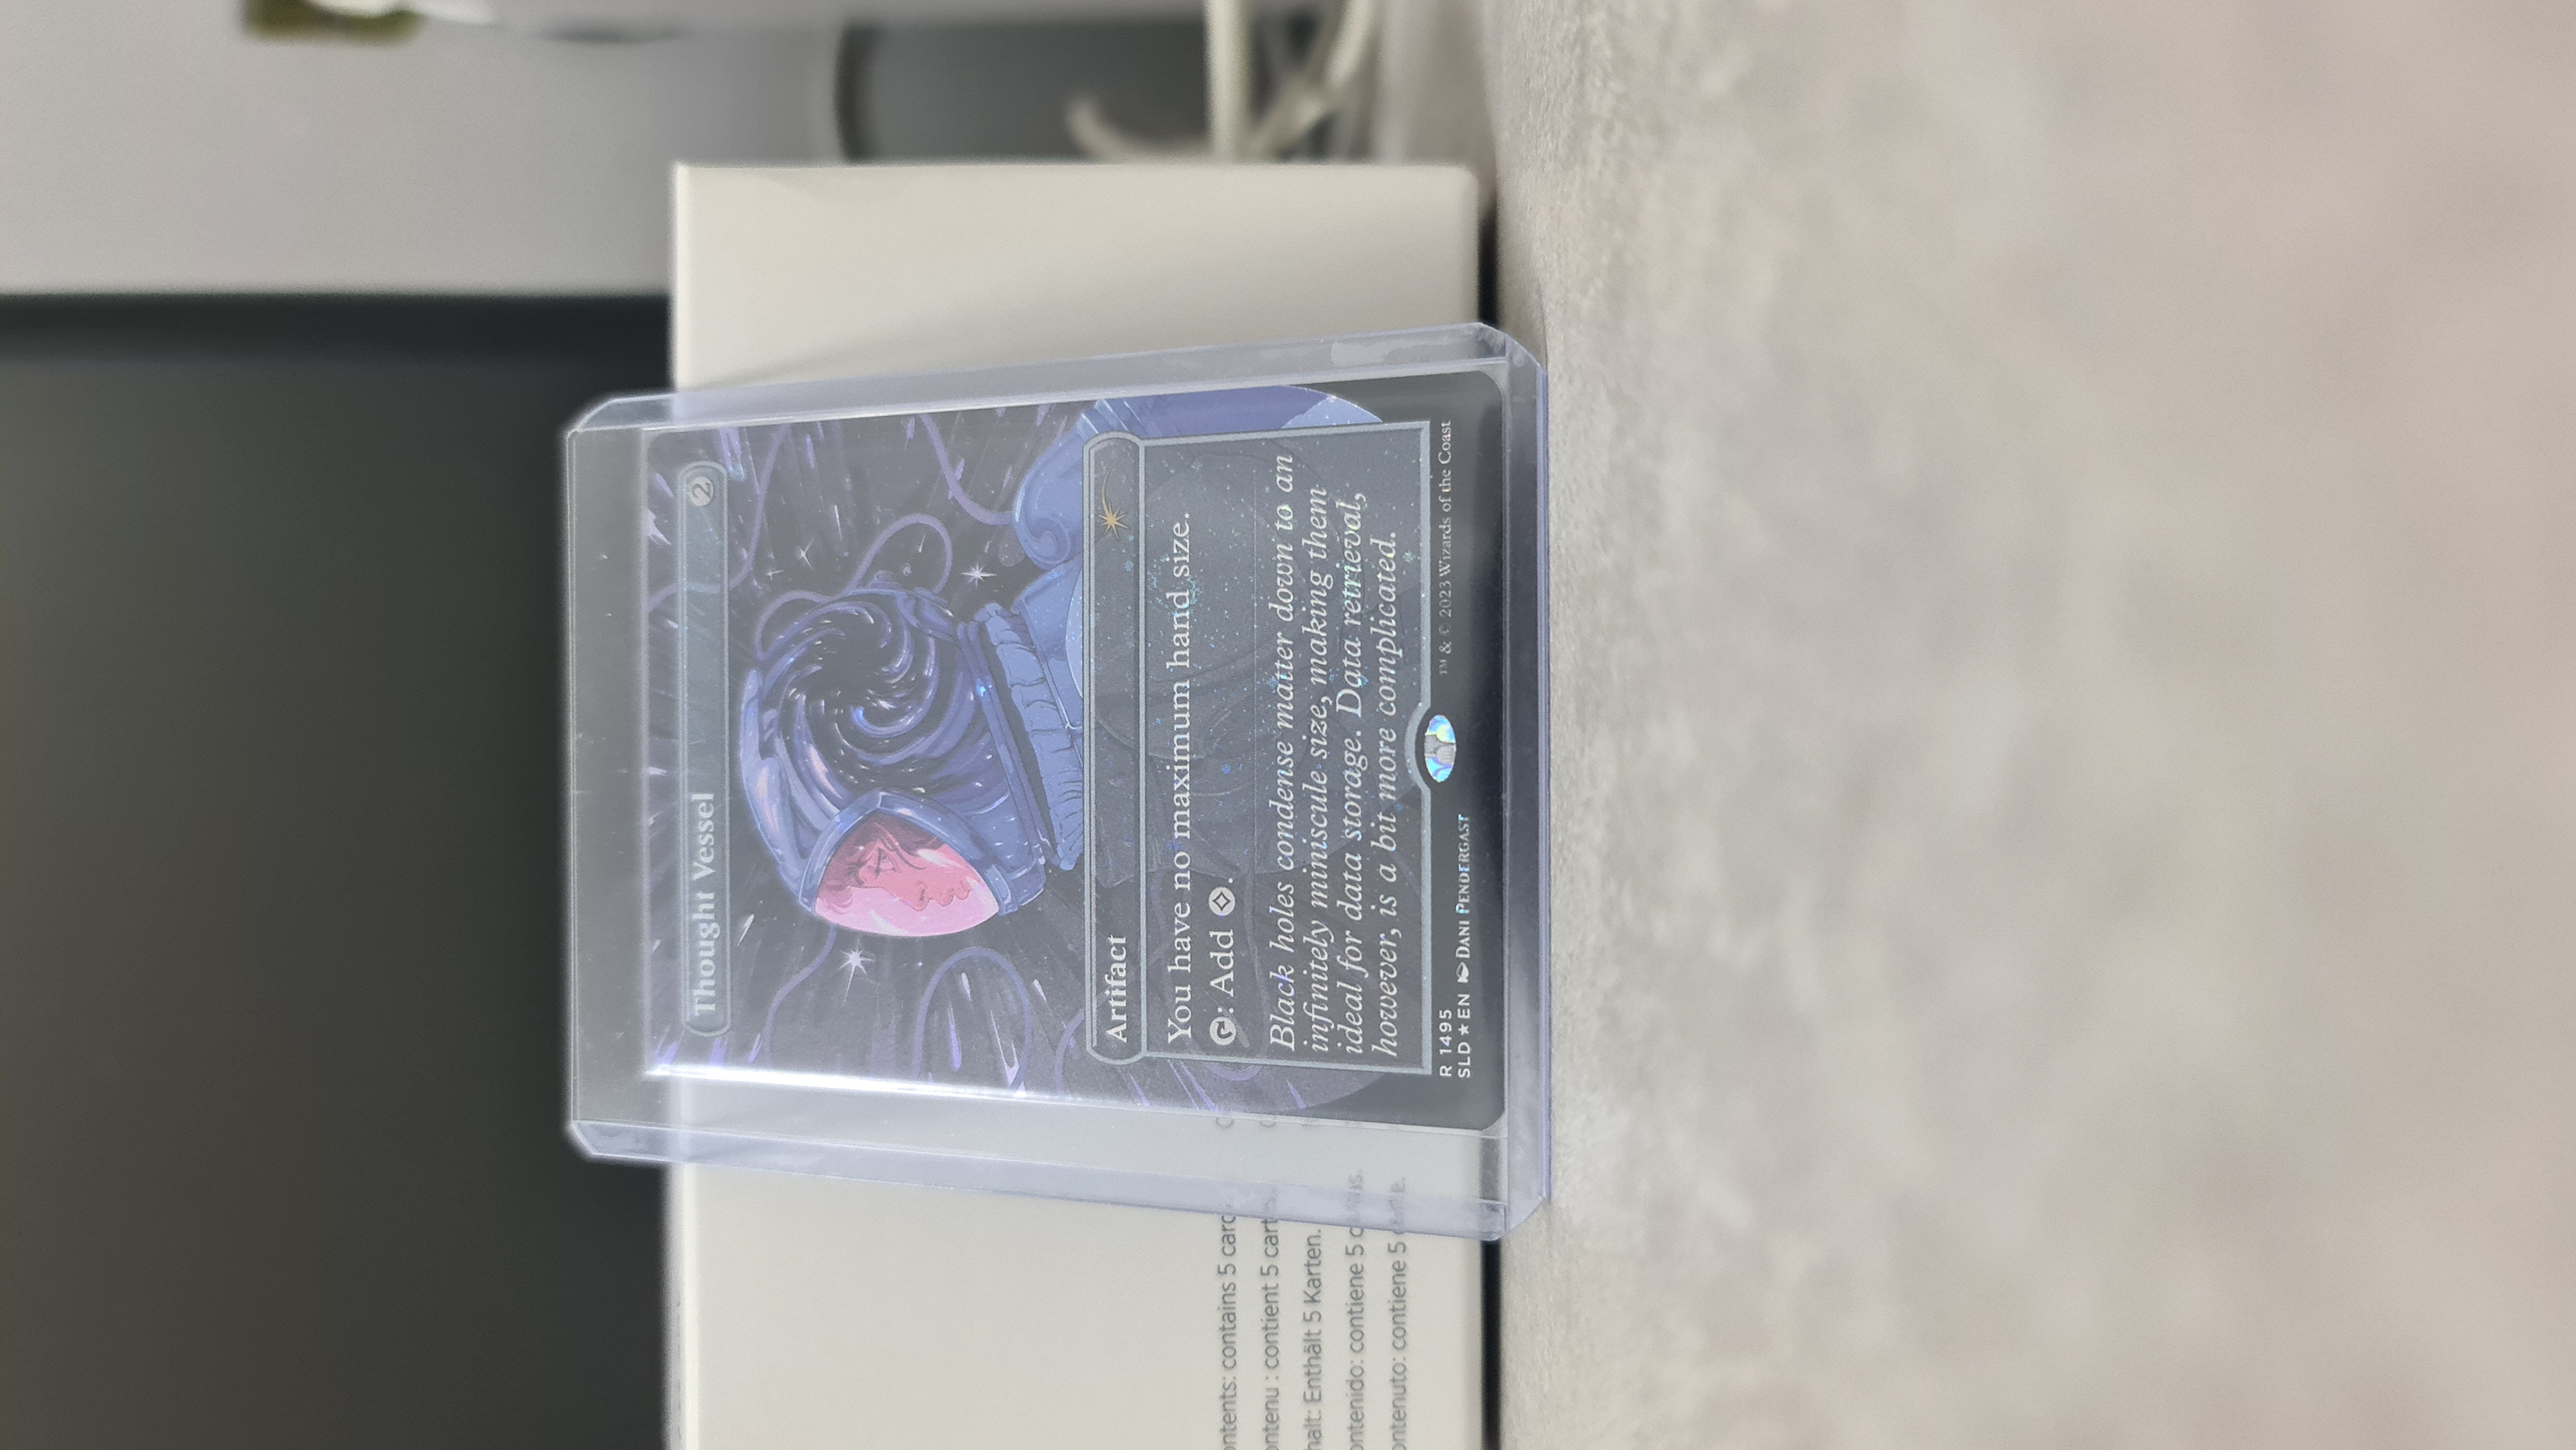 Thought Vessel 2
Artifact
You have no maximum hand size.
: Add .
Black holes condense matter down to an
infinitely miniscule size, making them
ideal for data storage. Data retrieval,
however, is a bit more complicated.
R 1495
SLD ★ EN DANI PENDERGAST
™ & © 2023 Wizards of the Coast
ontents: contains 5 card
ontenu : contient 5 cart
halt: Enthält 5 Karten.
ontenido: contiene 5 c
ontenuto: contiene 5